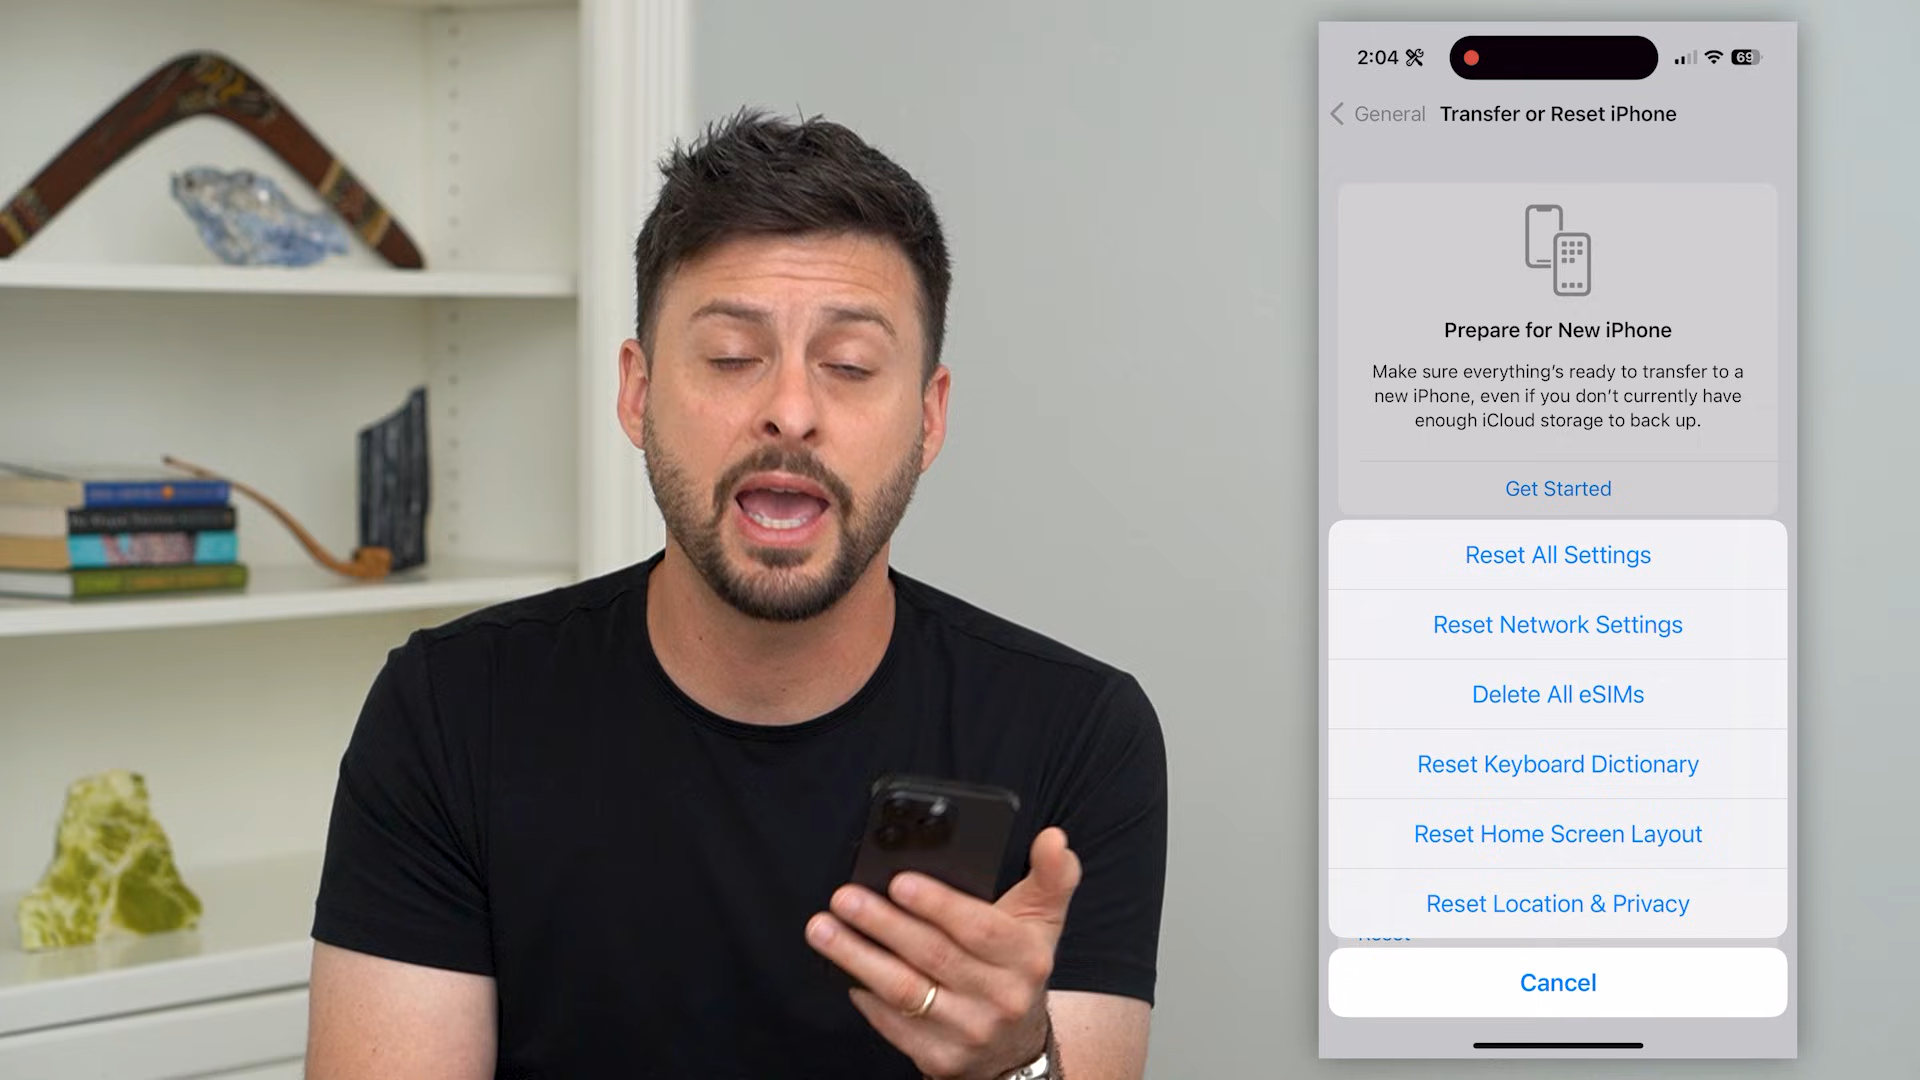 2:04
69
General Transfer or Reset iPhone
Prepare for New iPhone
Make sure everything's ready to transfer to a
new iPhone, even if you don't currently have
enough iCloud storage to back up.
Get Started
Reset All Settings
Reset Network Settings
Delete All eSIMs
Reset Keyboard Dictionary
Reset Home Screen Layout
Reset Location & Privacy
Reset
Cancel